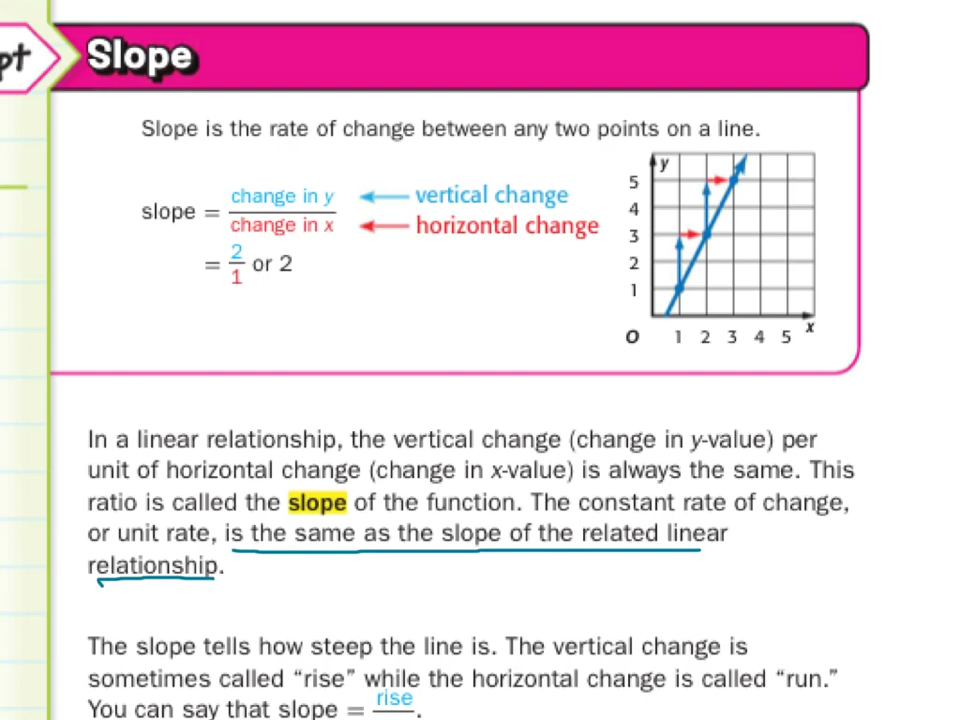 pt
Slope
Slope is the rate of change between any two points on a line.
slope = change in y / change in x
vertical change
horizontal change
= 2/1 or 2
y
5
4
3
2
1
O 1 2 3 4 5 x
In a linear relationship, the vertical change (change in y-value) per
unit of horizontal change (change in x-value) is always the same. This
ratio is called the slope of the function. The constant rate of change,
or unit rate, is the same as the slope of the related linear
relationship.
The slope tells how steep the line is. The vertical change is
sometimes called “rise” while the horizontal change is called “run.”
You can say that slope = rise .